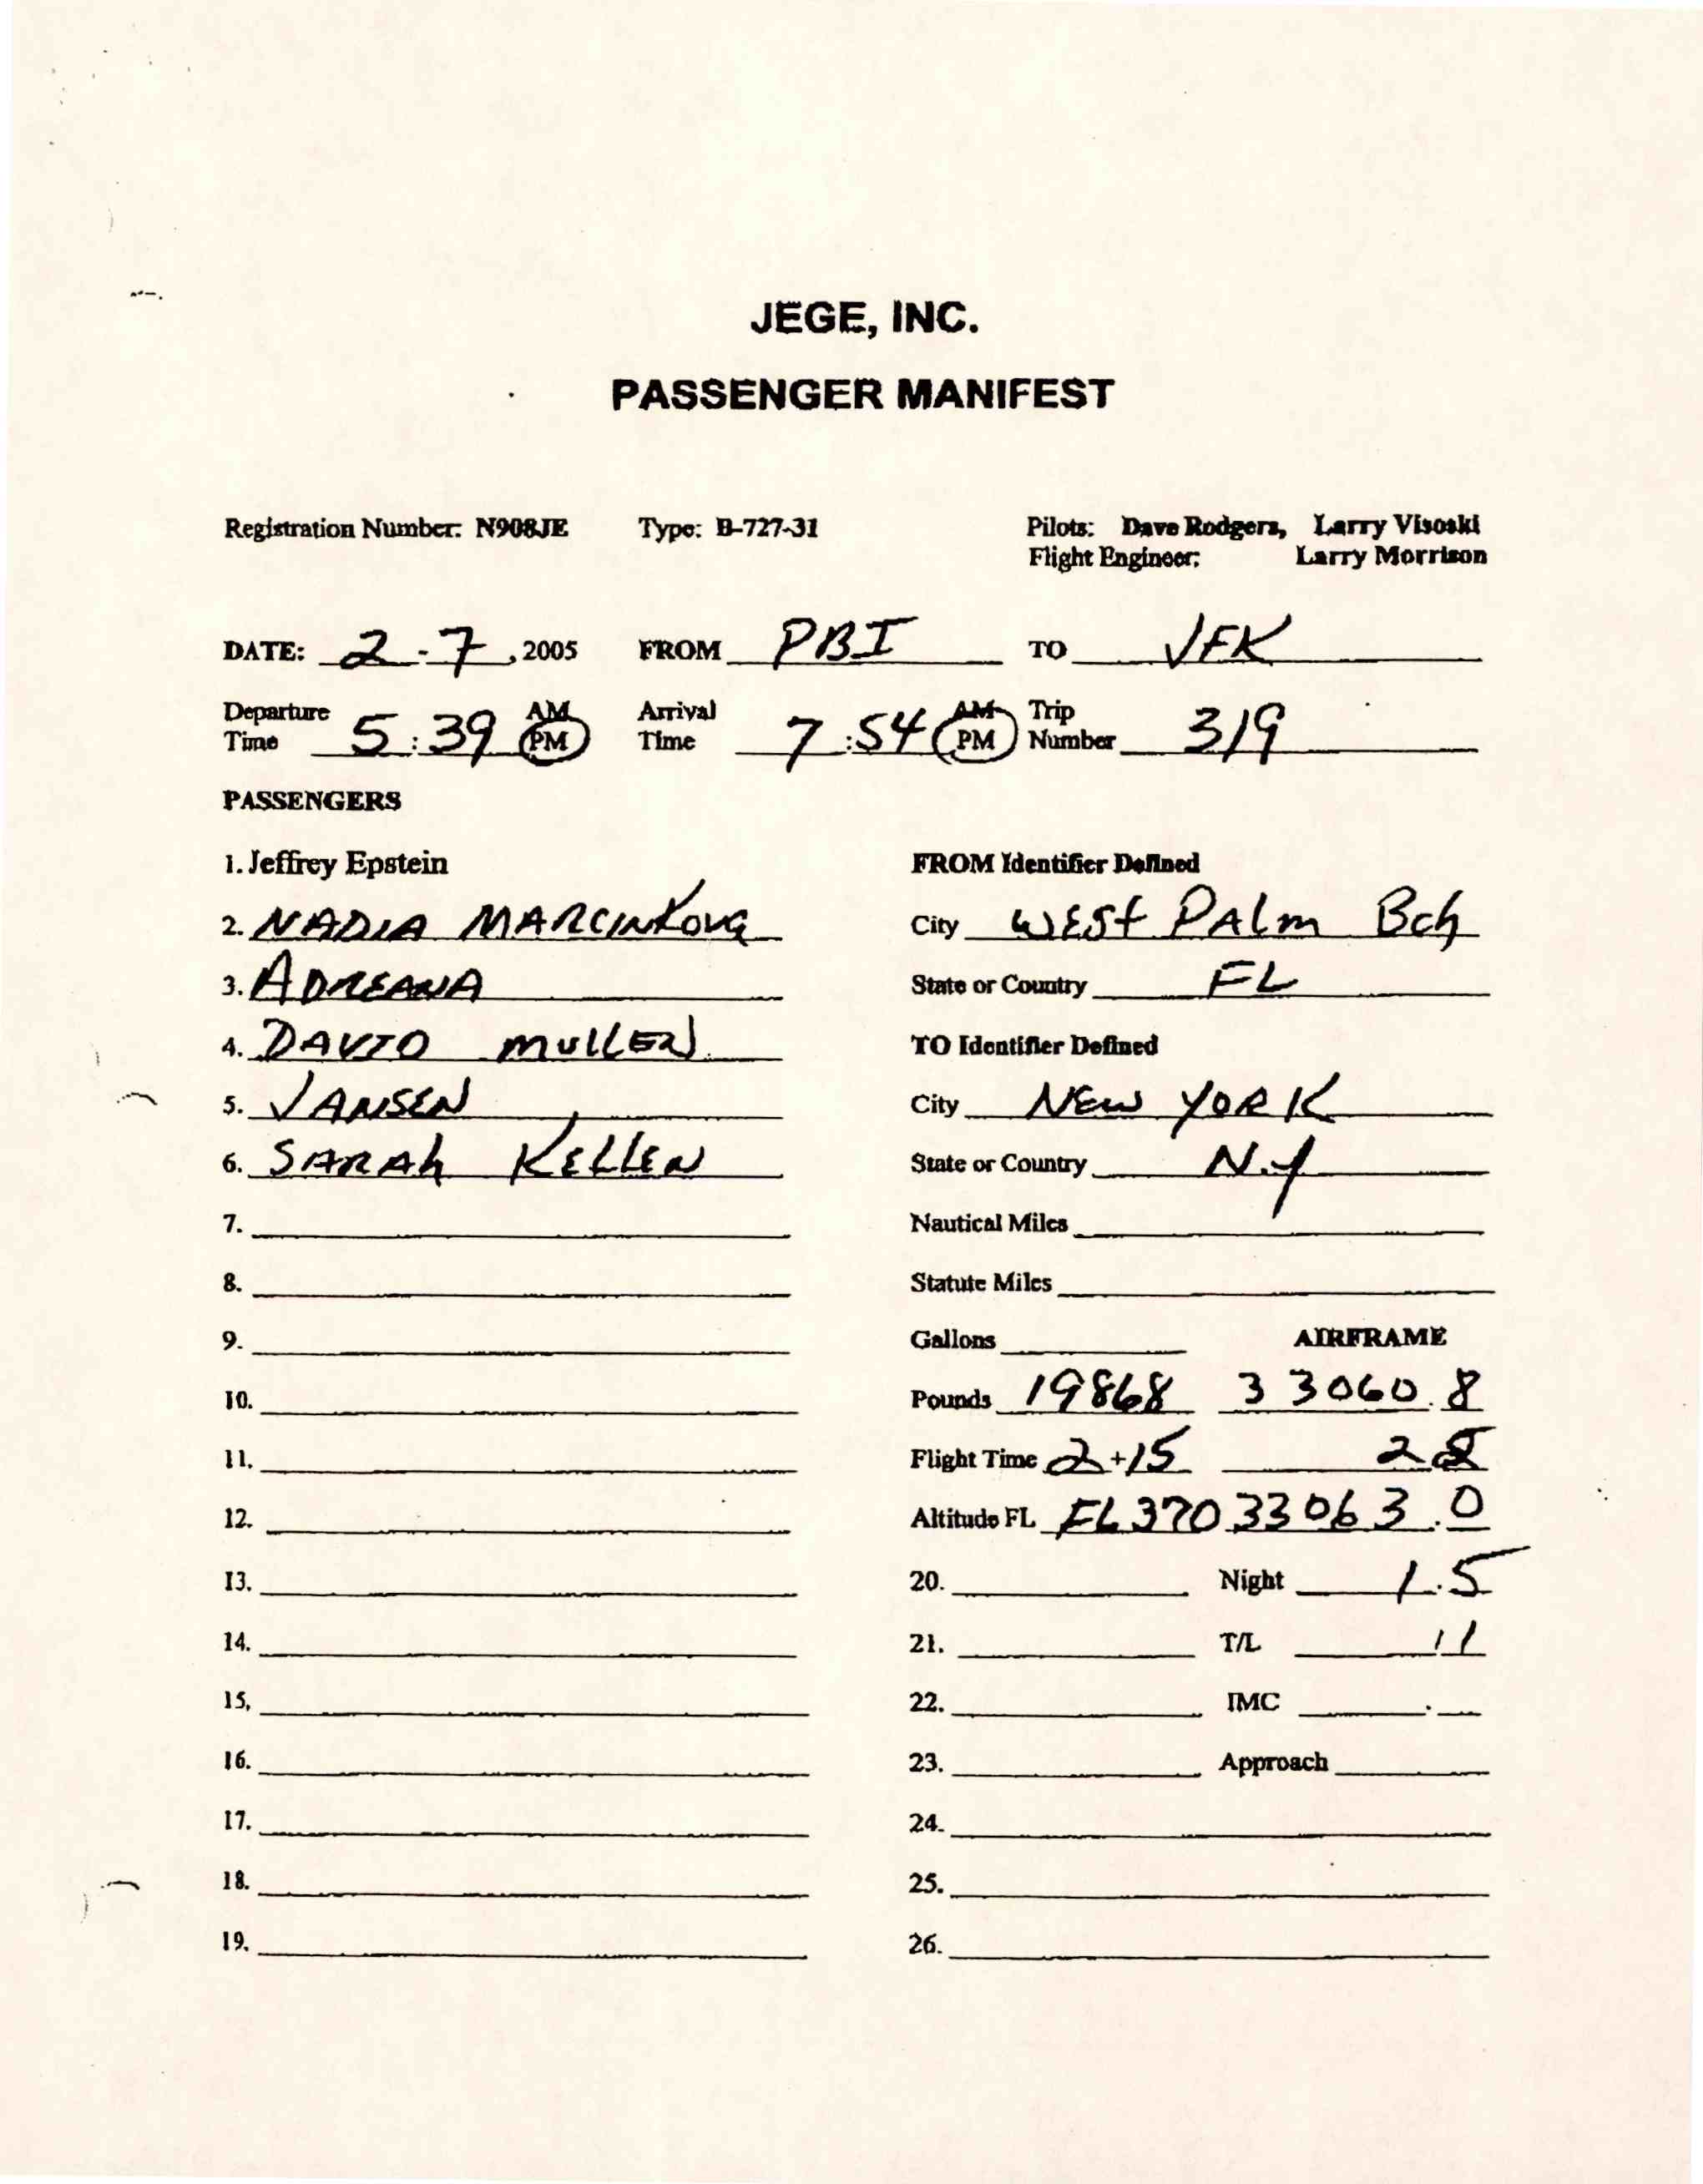 JEGE, INC.
PASSENGER MANIFEST
Registration Number: N908JE Type: B-727-31 Pilots: Dave Rodgers, Larry Visoski
Flight Engineer: Larry Morrison
DATE: 2-7, 2005 FROM PBI TO JFK
Departure Time 5:39 AM PM Arrival Time 7:54 AM PM Trip Number 319
PASSENGERS
1. Jeffrey Epstein FROM Identifier Defined
2. NADIA MARCINKOVA City WEST PALM Bch
3. ADREANA State or Country FL
4. DAVID MULLEN TO Identifier Defined
5. JANSEN City NEW YORK
6. SARAH KELLEN State or Country N.Y
7. Nautical Miles
8. Statute Miles
9. Gallons AIRFRAME
10. Pounds 19868 33060.8
11. Flight Time 2+15 2
12. Altitude FL FL370 33063.0
13. 20. Night 1.5
14. 21. T/L 11
15. 22. IMC .
16. 23. Approach
17. 24.
18. 25.
19. 26.